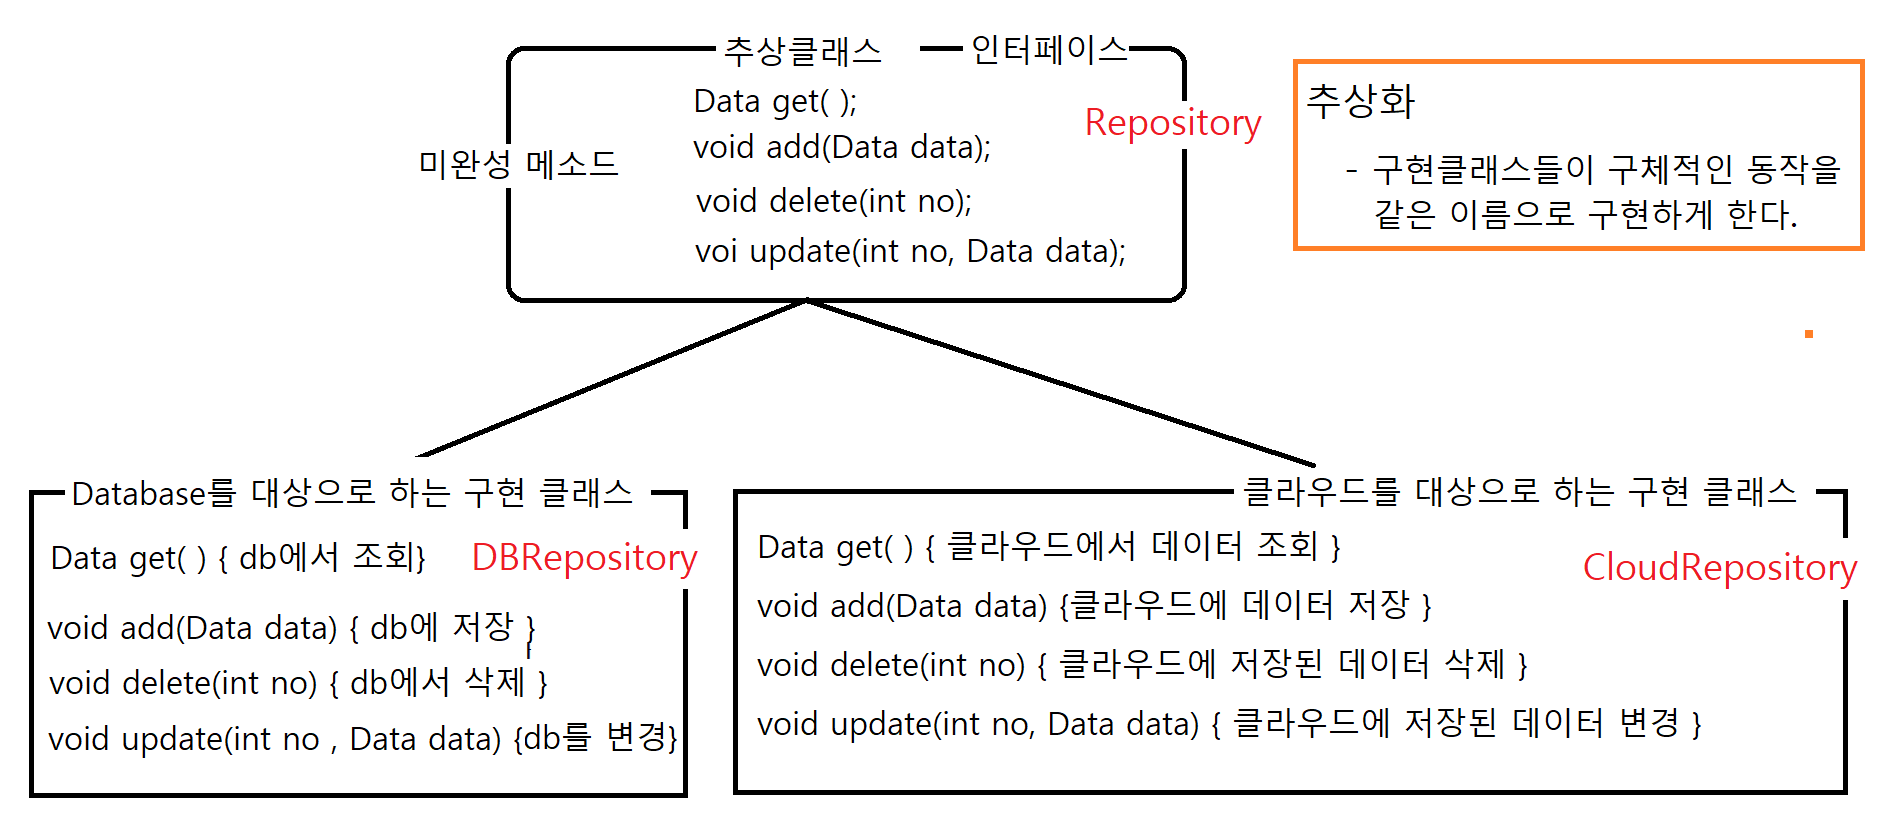 추상클래스 인터페이스
Data get( );
Repository
void add(Data data);
미완성 메소드
void delete(int no);
voi update(int no, Data data);
추상화
- 구현클래스들이 구체적인 동작을
같은 이름으로 구현하게 한다.
Database를 대상으로 하는 구현 클래스
Data get( ) { db에서 조회}
DBRepository
void add(Data data) { db에 저장 }
void delete(int no) { db에서 삭제 }
void update(int no , Data data) {db를 변경}
클라우드를 대상으로 하는 구현 클래스
Data get( ) { 클라우드에서 데이터 조회 }
CloudRepository
void add(Data data) {클라우드에 데이터 저장 }
void delete(int no) { 클라우드에 저장된 데이터 삭제 }
void update(int no, Data data) { 클라우드에 저장된 데이터 변경 }